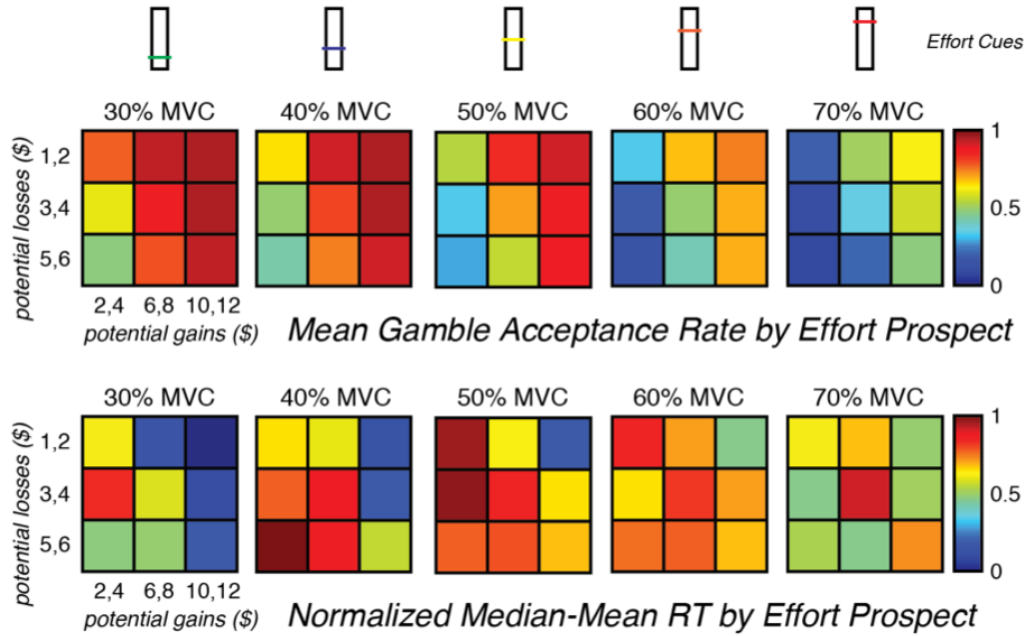 Effort Cues
30% MVC 40% MVC 50% MVC 60% MVC 70% MVC
potential losses ($)
1,2
3,4
5,6
1
0.5
0
2,4 6,8 10,12
potential gains ($)
Mean Gamble Acceptance Rate by Effort Prospect
30% MVC 40% MVC 50% MVC 60% MVC 70% MVC
potential losses ($)
1,2
3,4
5,6
1
0.5
0
2,4 6,8 10,12
potential gains ($)
Normalized Median-Mean RT by Effort Prospect